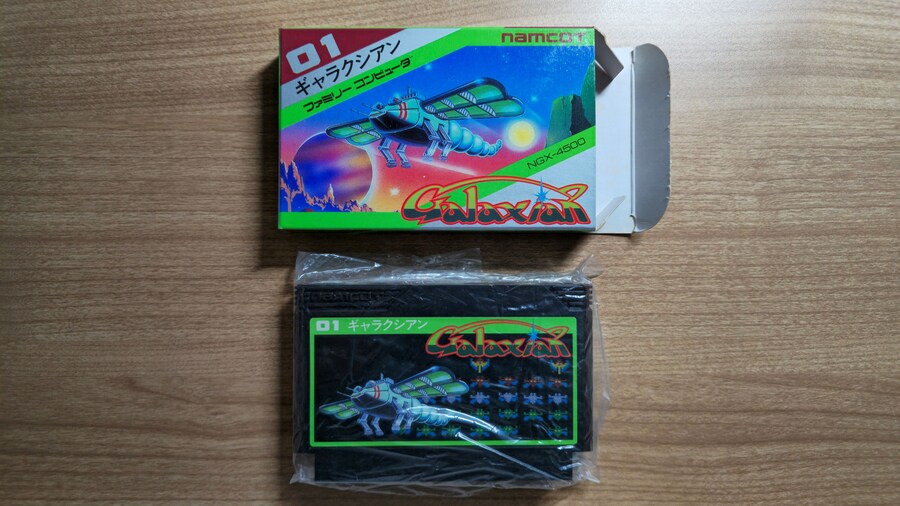 01
ギャラクシアン
ファミリー コンピュータ
namcot
NGX-4500
Galaxian
namcot
01 ギャラクシアン
Galaxian